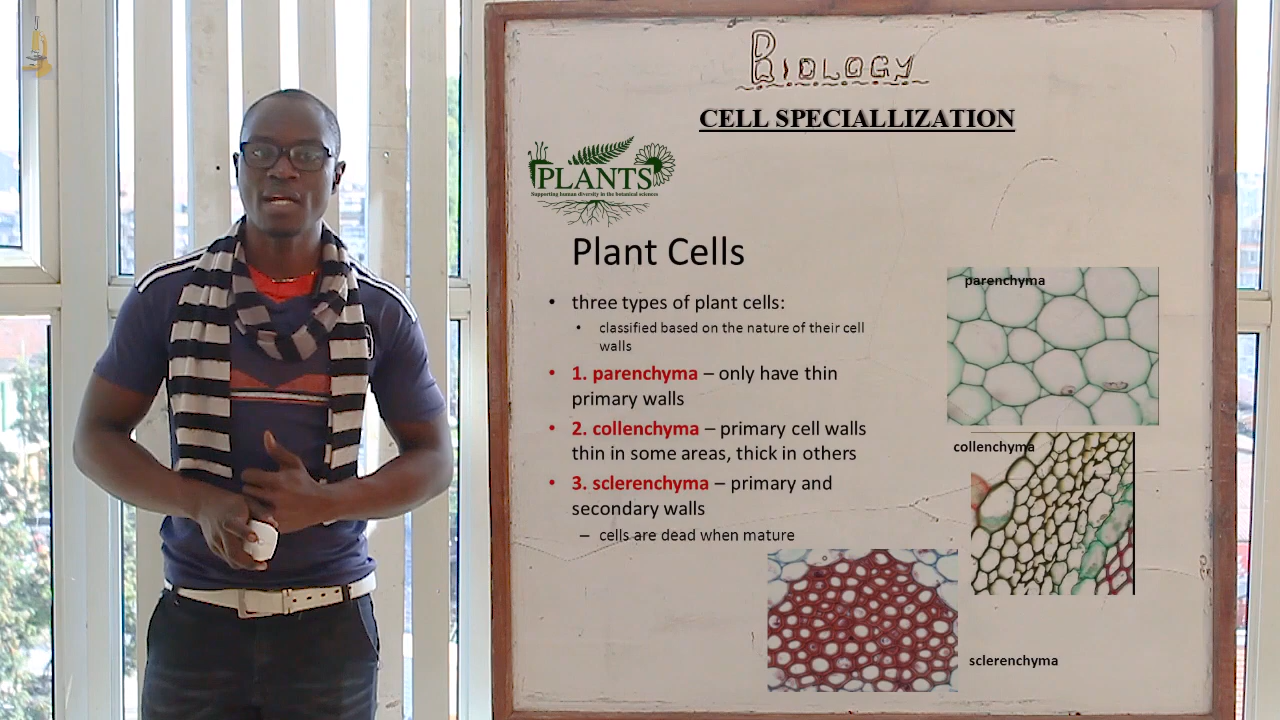 BIOLOGY
CELL SPECIALLIZATION
PLANTS
Supporting human diversity in the botanical sciences
Plant Cells
• three types of plant cells:
• classified based on the nature of their cell
walls
• 1. parenchyma – only have thin
primary walls
• 2. collenchyma – primary cell walls
thin in some areas, thick in others
• 3. sclerenchyma – primary and
secondary walls
– cells are dead when mature
parenchyma
collenchyma
sclerenchyma